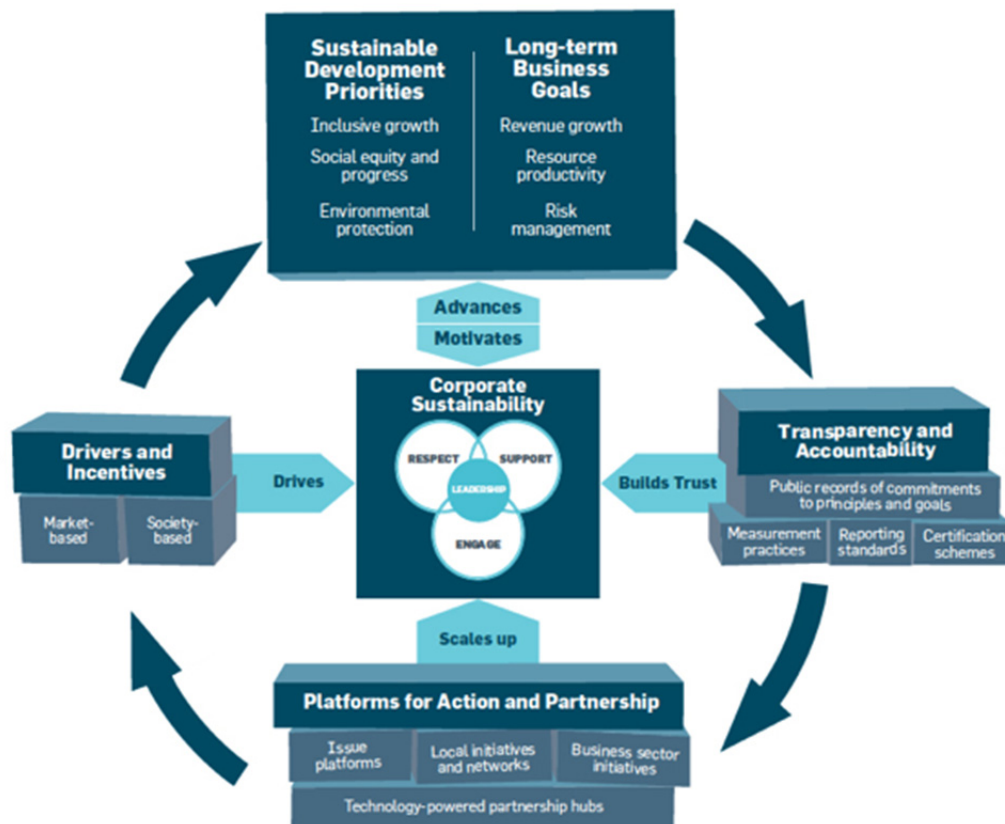 Sustainable
Development
Priorities
Inclusive growth
Social equity and
progress
Environmental
protection
Long-term
Business
Goals
Revenue growth
Resource
productivity
Risk
management
Advances
Motivates
Corporate
Sustainability
RESPECT
SUPPORT
LEADERSHIP
ENGAGE
Drivers and
Incentives
Market-
based
Society-
based
Drives
Builds Trust
Transparency and
Accountability
Public records of commitments
to principles and goals
Measurement
practices
Reporting
standards
Certification
schemes
Scales up
Platforms for Action and Partnership
Issue
platforms
Local initiatives
and networks
Business sector
initiatives
Technology-powered partnership hubs